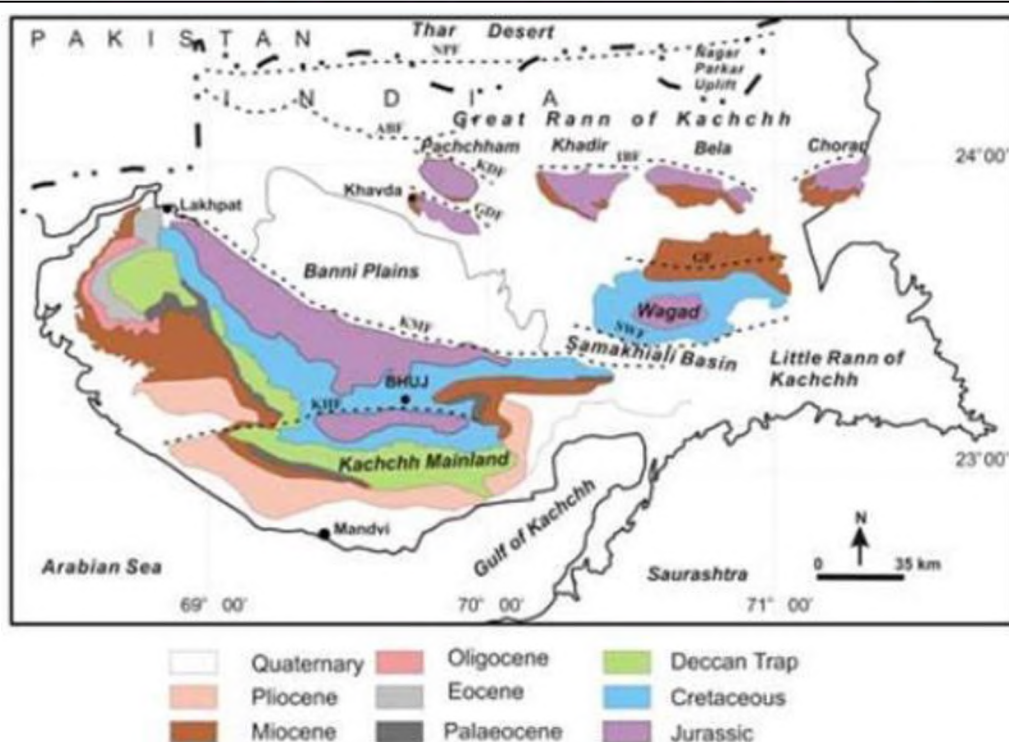 PAKISTAN
Thar Desert
NPF
Nagar
Parkar
Uplift
INDIA
ABF
Great Rann of Kachchh
Pachchham
Khadir
Bela
Chorar
IBF
KDF
24° 00'
Khavda
GDF
Lakhpat
Banni Plains
GF
Wagad
KMF
SWF
Samakhiali Basin
Little Rann of
Kachchh
BHUJ
KHF
Kachchh Mainland
23° 00'
Mandvi
Gulf of Kachchh
N
0 35 km
Arabian Sea
Saurashtra
69° 00' 70° 00' 71° 00'
Quaternary Oligocene Deccan Trap
Pliocene Eocene Cretaceous
Miocene Palaeocene Jurassic